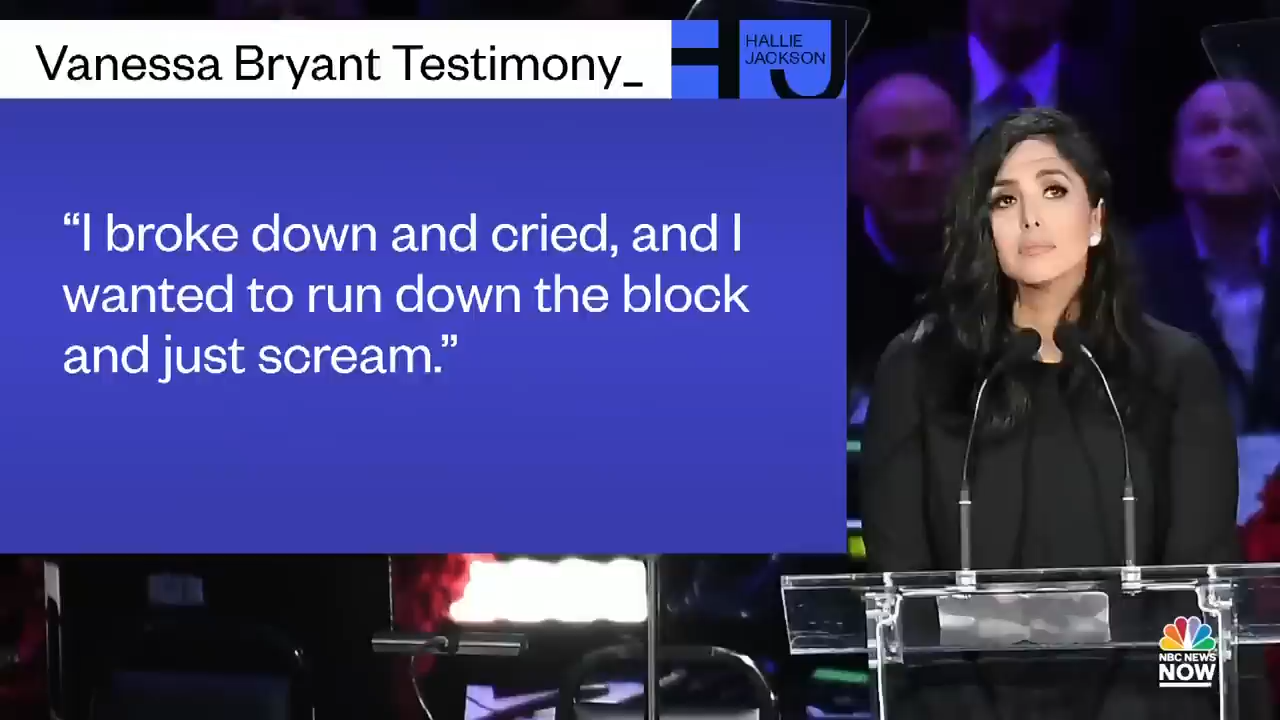 Vanessa Bryant Testimony_
HALLIE
JACKSON
“I broke down and cried, and I
wanted to run down the block
and just scream.”
NBC NEWS
NOW